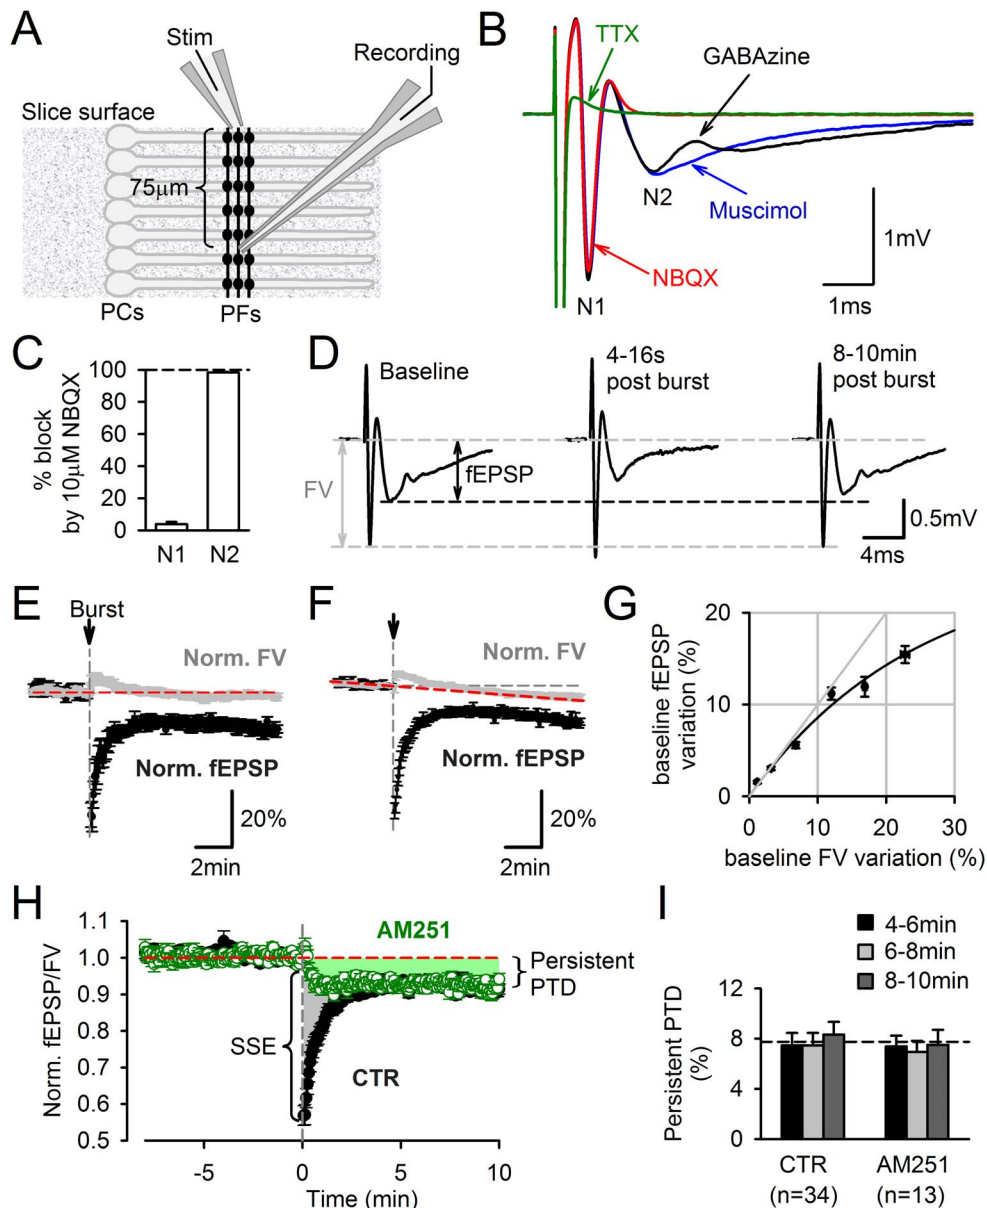 A
Stim
Recording
Slice surface
75µm
PCs
PFs
B
TTX
GABAzine
N2
Muscimol
NBQX
N1
1mV
1ms
C
% block
by 10µM NBQX
100
80
60
40
20
0
N1
N2
D
Baseline
4-16s
post burst
8-10min
post burst
FV
fEPSP
0.5mV
4ms
E
Burst
Norm. FV
Norm. fEPSP
20%
2min
F
Norm. FV
Norm. fEPSP
20%
2min
G
baseline fEPSP
variation (%)
20
10
0
0 10 20 30
baseline FV variation (%)
H
Norm. fEPSP/FV
1.1
1.0
0.9
0.8
0.7
0.6
0.5
AM251
Persistent
PTD
SSE
CTR
-5 0 5 10
Time (min)
I
4-6min
6-8min
8-10min
Persistent PTD
(%)
12
8
4
0
CTR
(n=34)
AM251
(n=13)